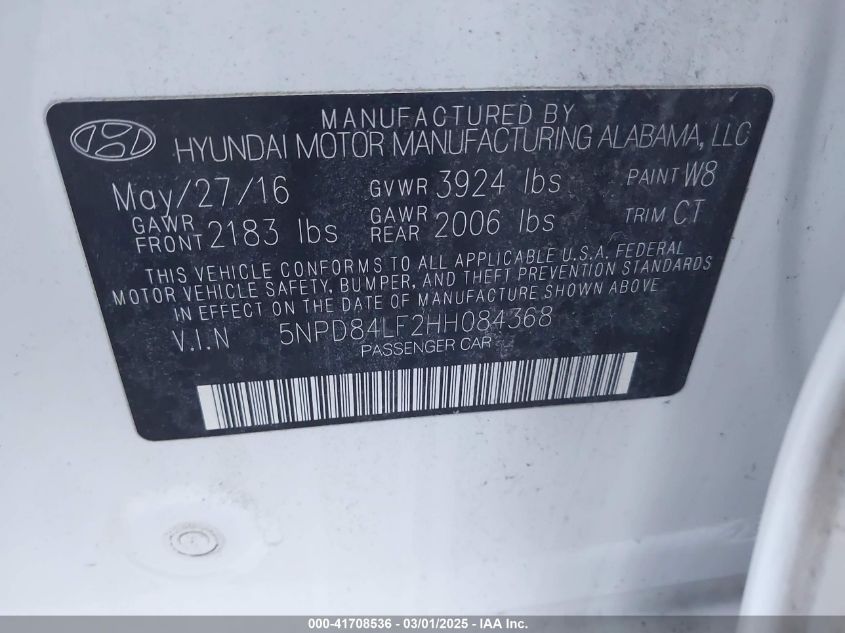 MANUFACTURED BY
HYUNDAI MOTOR MANUFACTURING ALABAMA, LLC
May/27/16 GVWR 3924 lbs PAINT W8
GAWR FRONT 2183 lbs GAWR REAR 2006 lbs TRIM CT
THIS VEHICLE CONFORMS TO ALL APPLICABLE U.S.A. FEDERAL
MOTOR VEHICLE SAFETY, BUMPER, AND THEFT PREVENTION STANDARDS
IN EFFECT ON THE DATE OF MANUFACTURE SHOWN ABOVE
V.I.N 5NPD84LF2HH084368
PASSENGER CAR
000-41708536 - 03/01/2025 - IAA Inc.